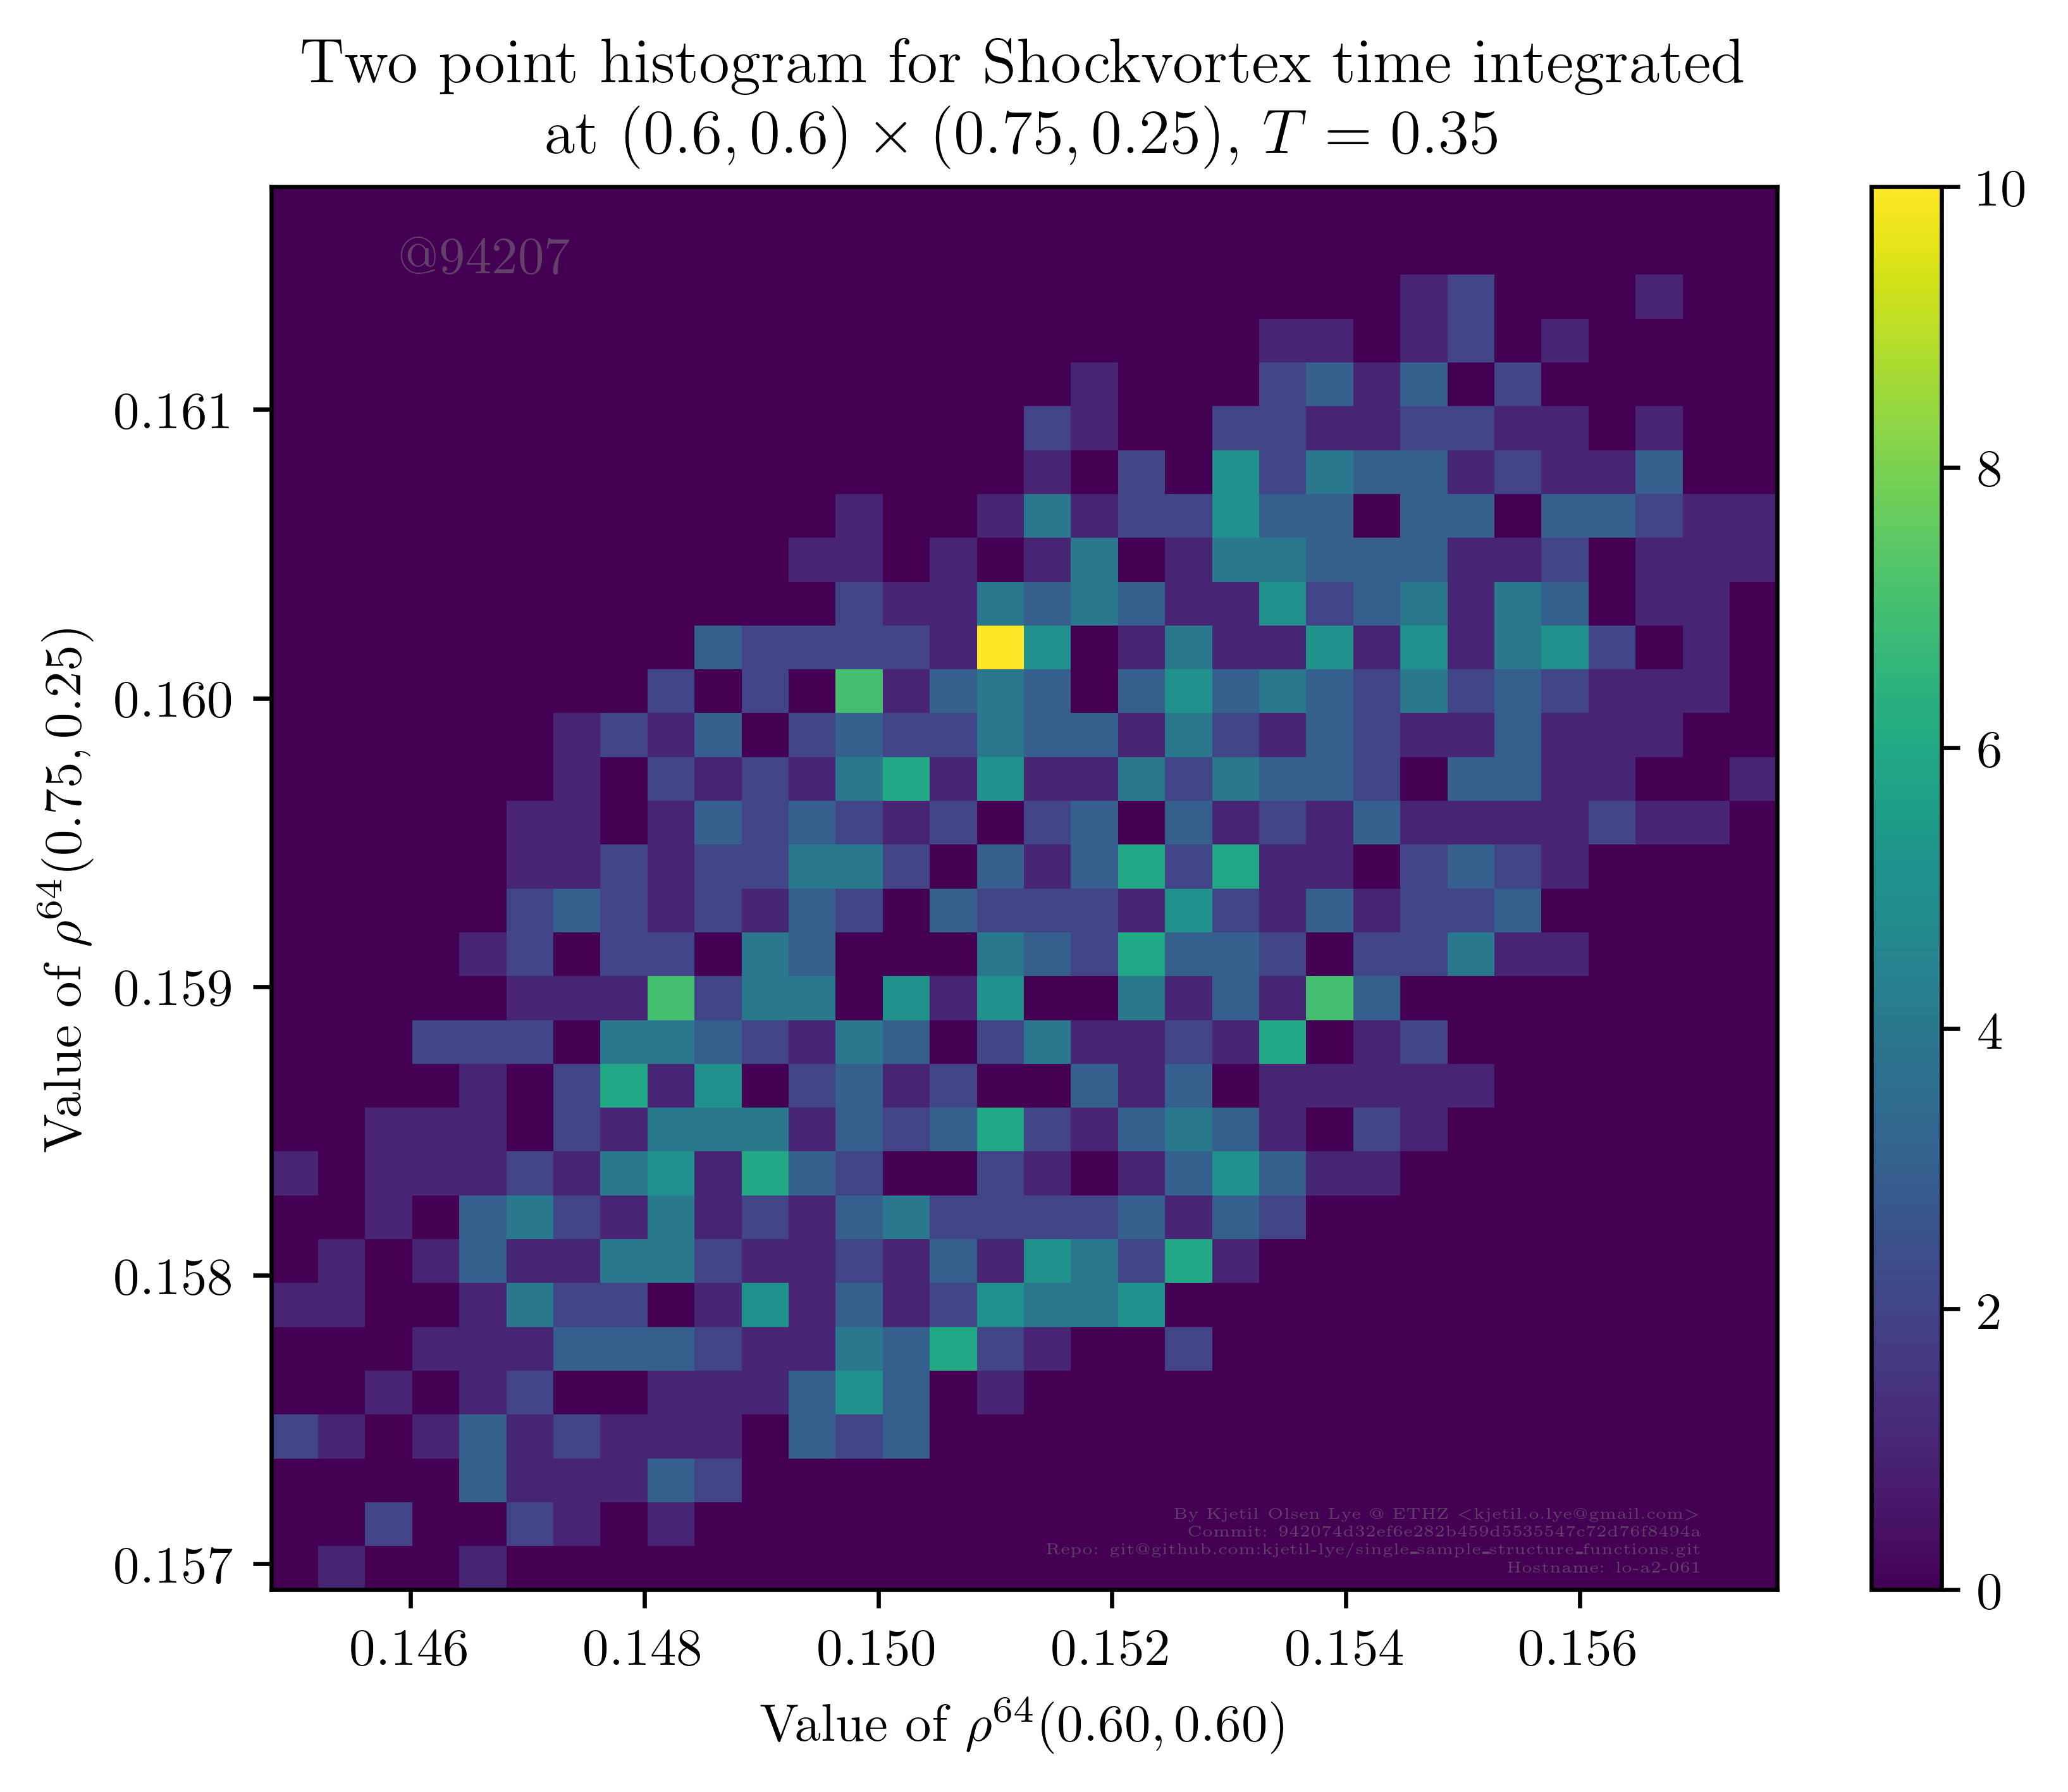 Two point histogram for Shockvortex time integrated
at (0.6, 0.6) × (0.75, 0.25), T = 0.35
@94207
10
8
6
4
2
0
0.161
0.160
0.159
0.158
0.157
Value of ρ^64(0.75, 0.25)
By Kjetil Olsen Lye @ ETHZ <kjetil.o.lye@gmail.com>
Commit: 942074d32ef6e282b459d5535547c72d76f8494a
Repo: git@github.com:kjetil-lye/single_sample_structure_functions.git
Hostname: lo-a2-061
0.146 0.148 0.150 0.152 0.154 0.156
Value of ρ^64(0.60, 0.60)